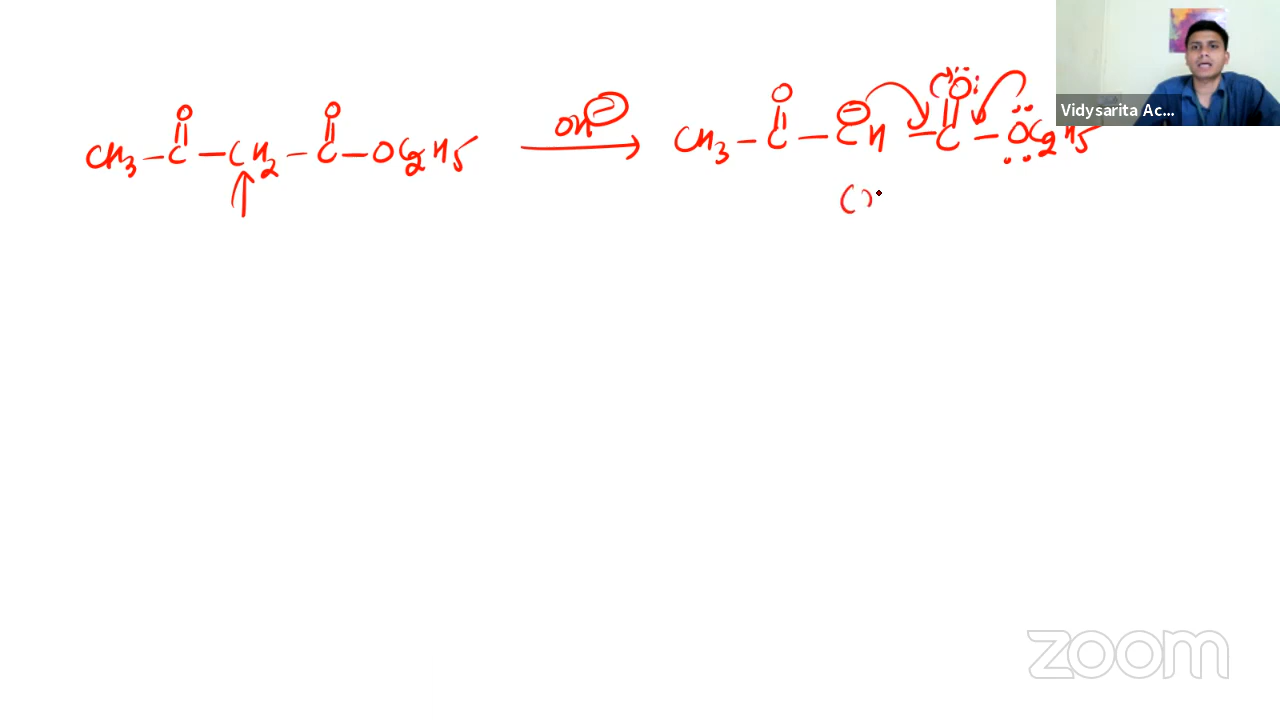 O O OH⊖ O ⊖ :O:
CH3 – C – CH2 – C – OC2H5 → CH3 – C – CH – C – OC2H5
()
Vidysarita Ac...
zoom